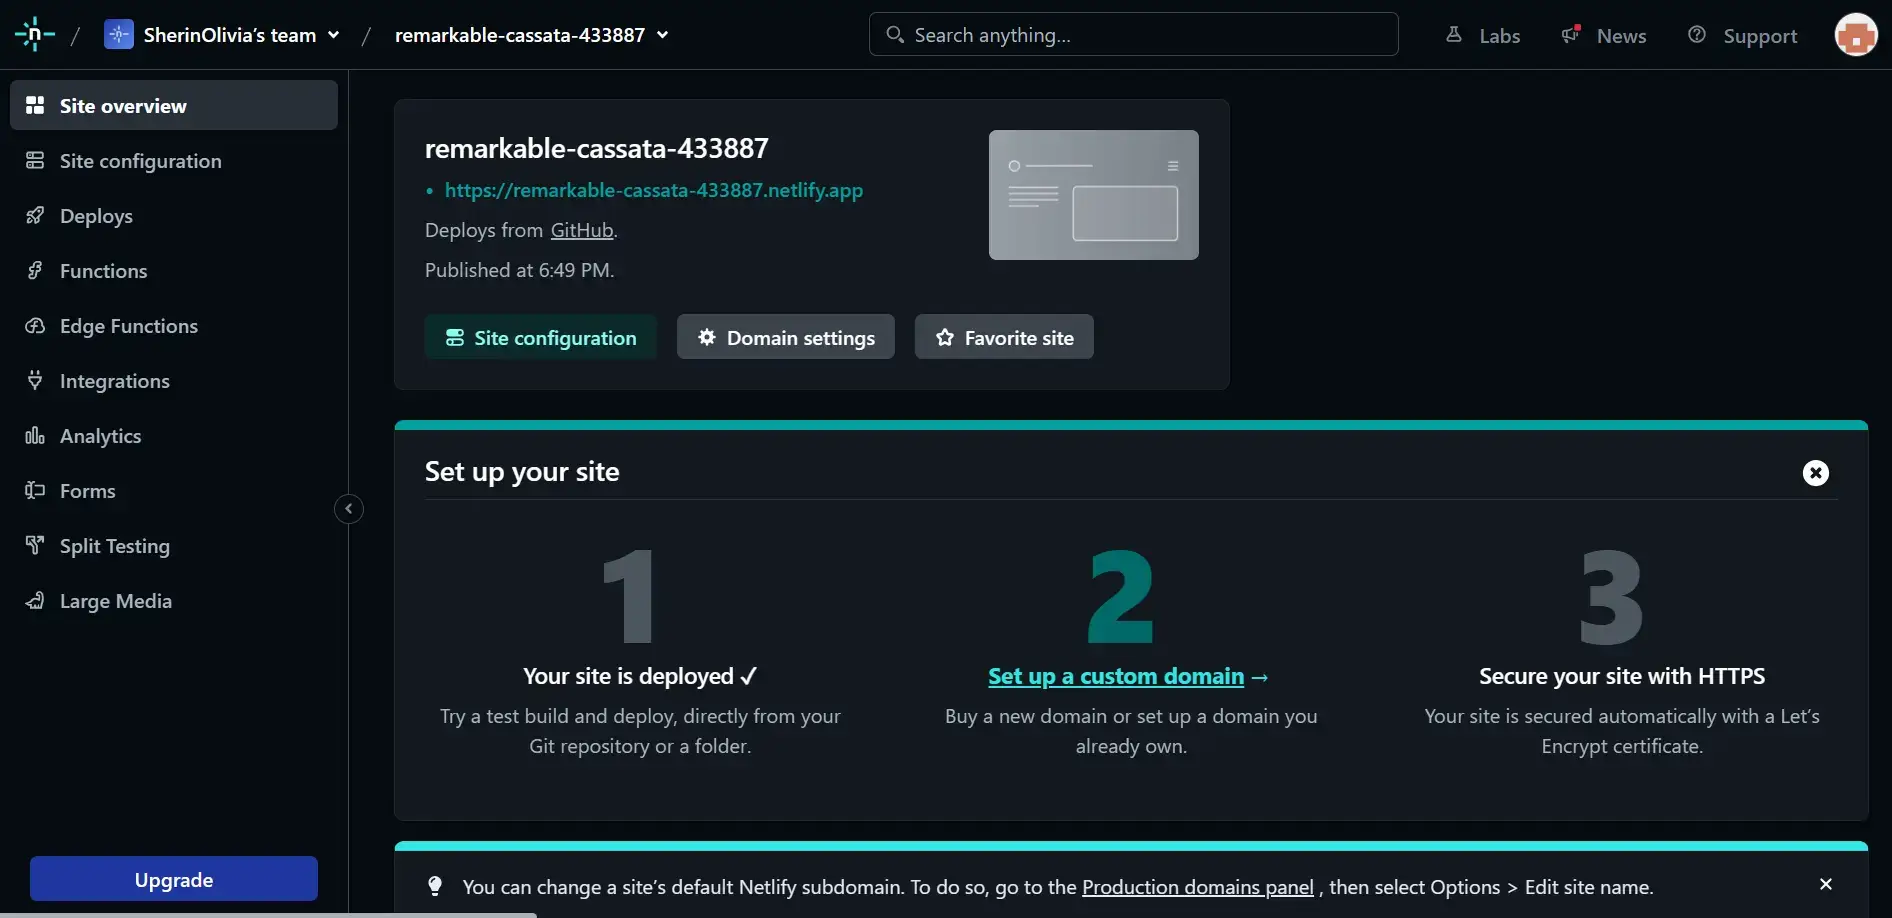 n / SherinOlivia's team / remarkable-cassata-433887
Search anything...
Labs
News
Support
Site overview
Site configuration
Deploys
Functions
Edge Functions
Integrations
Analytics
Forms
Split Testing
Large Media
Upgrade
remarkable-cassata-433887
• https://remarkable-cassata-433887.netlify.app
Deploys from GitHub.
Published at 6:49 PM.
Site configuration
Domain settings
Favorite site
Set up your site
1
Your site is deployed ✓
Try a test build and deploy, directly from your
Git repository or a folder.
2
Set up a custom domain →
Buy a new domain or set up a domain you
already own.
3
Secure your site with HTTPS
Your site is secured automatically with a Let's
Encrypt certificate.
You can change a site's default Netlify subdomain. To do so, go to the Production domains panel , then select Options > Edit site name.